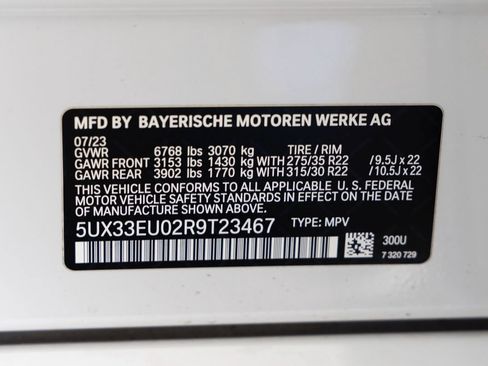 MFD BY BAYERISCHE MOTOREN WERKE AG
07/23
GVWR 6768 lbs 3070 kg TIRE / RIM
GAWR FRONT 3153 lbs 1430 kg WITH 275/35 R22 /9.5J x 22
GAWR REAR 3902 lbs 1770 kg WITH 315/30 R22 /10.5J x 22
THIS VEHICLE CONFORMS TO ALL APPLICABLE U. S. FEDERAL
MOTOR VEHICLE SAFETY STANDARDS IN EFFECT ON THE
DATE OF MANUFACTURE SHOWN ABOVE.
5UX33EU02R9T23467 TYPE: MPV
300U
7 320 729